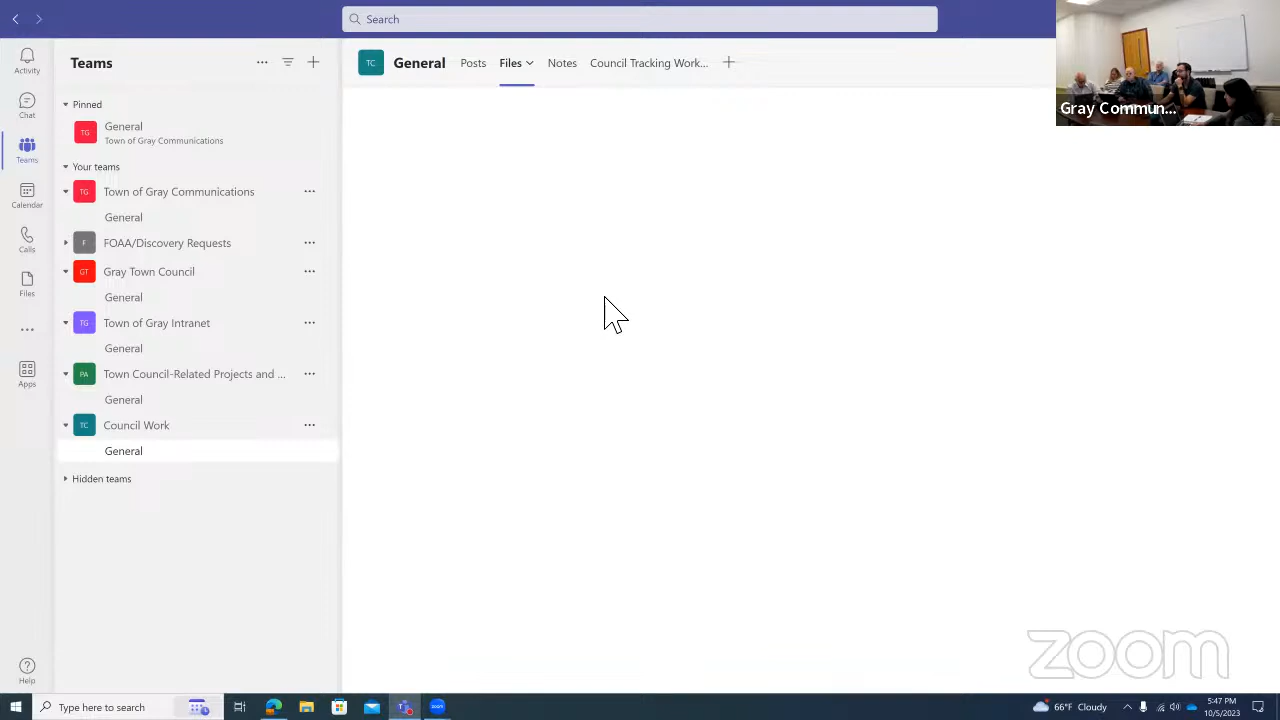 Search
Activity
Chat
Teams
Calendar
Calls
Files
Apps
Help
Teams
Pinned
TG
General
Town of Gray Communications
Your teams
TG
Town of Gray Communications
General
F
FOAA/Discovery Requests
GT
Gray Town Council
General
TG
Town of Gray Intranet
General
PA
Town Council-Related Projects and ...
General
TC
Council Work
General
Hidden teams
TC
General
Posts
Files
Notes
Council Tracking Work...
Gray Commun...
zoom
Type here to search
zoom
66°F Cloudy
5:47 PM
10/5/2023